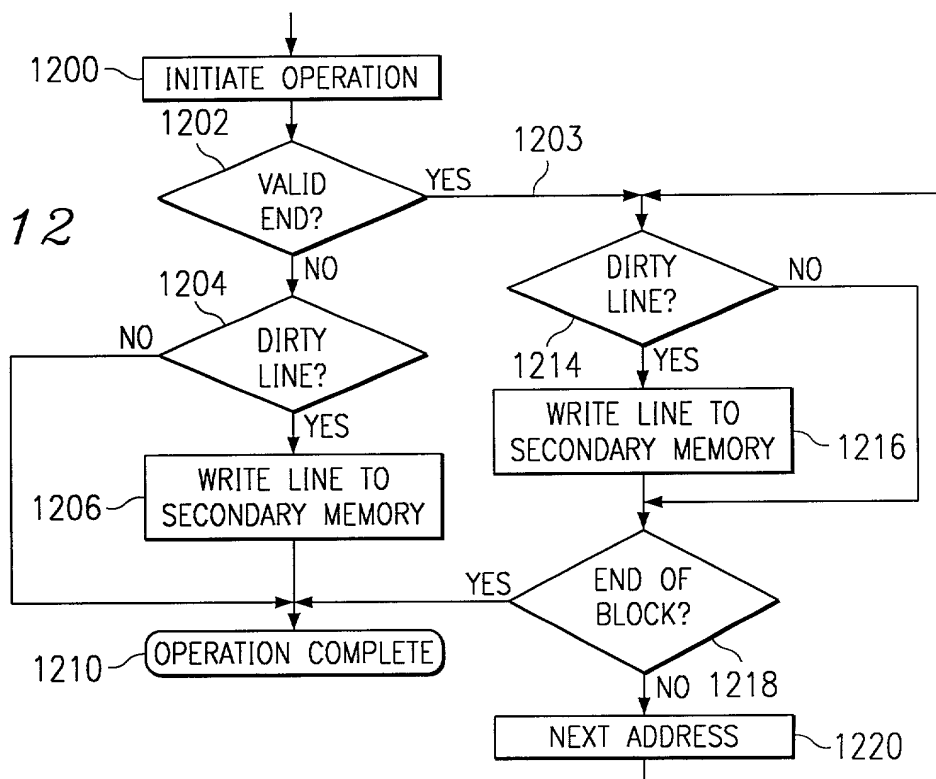 1200
INITIATE OPERATION
1202
1203
VALID
END?
YES
12
NO
1204
DIRTY
LINE?
NO
DIRTY
LINE?
NO
1214
YES
YES
WRITE LINE TO
SECONDARY MEMORY
1216
1206
WRITE LINE TO
SECONDARY MEMORY
YES
END OF
BLOCK?
1210
OPERATION COMPLETE
NO
1218
NEXT ADDRESS
1220